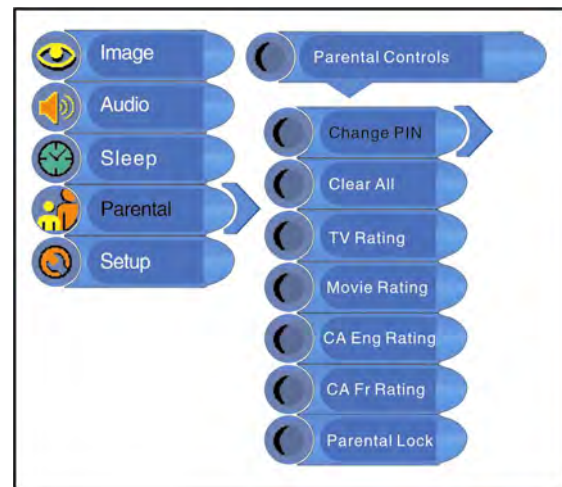 Image
Audio
Sleep
Parental
Setup
Parental Controls
Change PIN
Clear All
TV Rating
Movie Rating
CA Eng Rating
CA Fr Rating
Parental Lock